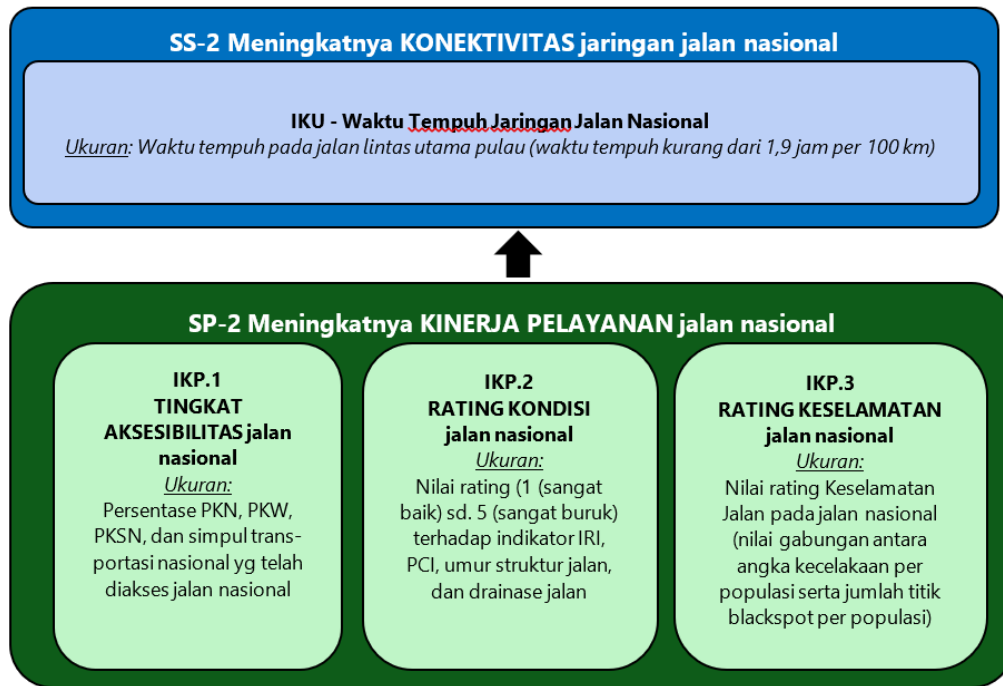 SS-2 Meningkatnya KONEKTIVITAS jaringan jalan nasional
IKU - Waktu Tempuh Jaringan Jalan Nasional
Ukuran: Waktu tempuh pada jalan lintas utama pulau (waktu tempuh kurang dari 1,9 jam per 100 km)
SP-2 Meningkatnya KINERJA PELAYANAN jalan nasional
IKP.1
TINGKAT
AKSESIBILITAS jalan
nasional
Ukuran:
Persentase PKN, PKW,
PKSN, dan simpul trans-
portasi nasional yg telah
diakses jalan nasional
IKP.2
RATING KONDISI
jalan nasional
Ukuran:
Nilai rating (1 (sangat
baik) sd. 5 (sangat buruk)
terhadap indikator IRI,
PCI, umur struktur jalan,
dan drainase jalan
IKP.3
RATING KESELAMATAN
jalan nasional
Ukuran:
Nilai rating Keselamatan
Jalan pada jalan nasional
(nilai gabungan antara
angka kecelakaan per
populasi serta jumlah titik
blackspot per populasi)